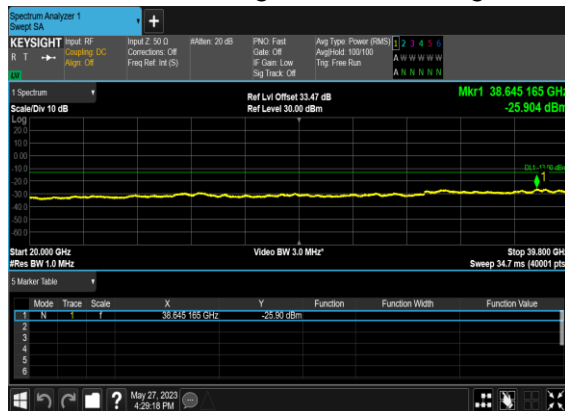 Spectrum Analyzer 1
Swept SA
+
KEYSIGHT Input: RF Input Z: 50 Ω #Atten: 20 dB PNO: Fast Avg Type: Power (RMS) 1 2 3 4 5 6
R T Coupling: DC Corrections: Off Gate: Off Avg|Hold: 100/100 A W W W W W
Align: Off Freq Ref: Int (S) IF Gain: Low Trig: Free Run
LW Sig Track: Off A N N N N N
1 Spectrum Ref Lvl Offset 33.47 dB Mkr1 38.645 165 GHz
Scale/Div 10 dB Ref Level 30.00 dBm -25.904 dBm
Log
20.0
10.0
0.00
-10.0
DL1 -13.00 dBm
-20.0
1
-30.0
-40.0
-50.0
-60.0
Start 20.000 GHz Video BW 3.0 MHz* Stop 39.800 GHz
#Res BW 1.0 MHz Sweep 34.7 ms (40001 pts
5 Marker Table
Mode Trace Scale X Y Function Function Width Function Value
1 N 1 f 38.645 165 GHz -25.90 dBm
2
3
4
5
6
? May 27, 2023
4:29:18 PM